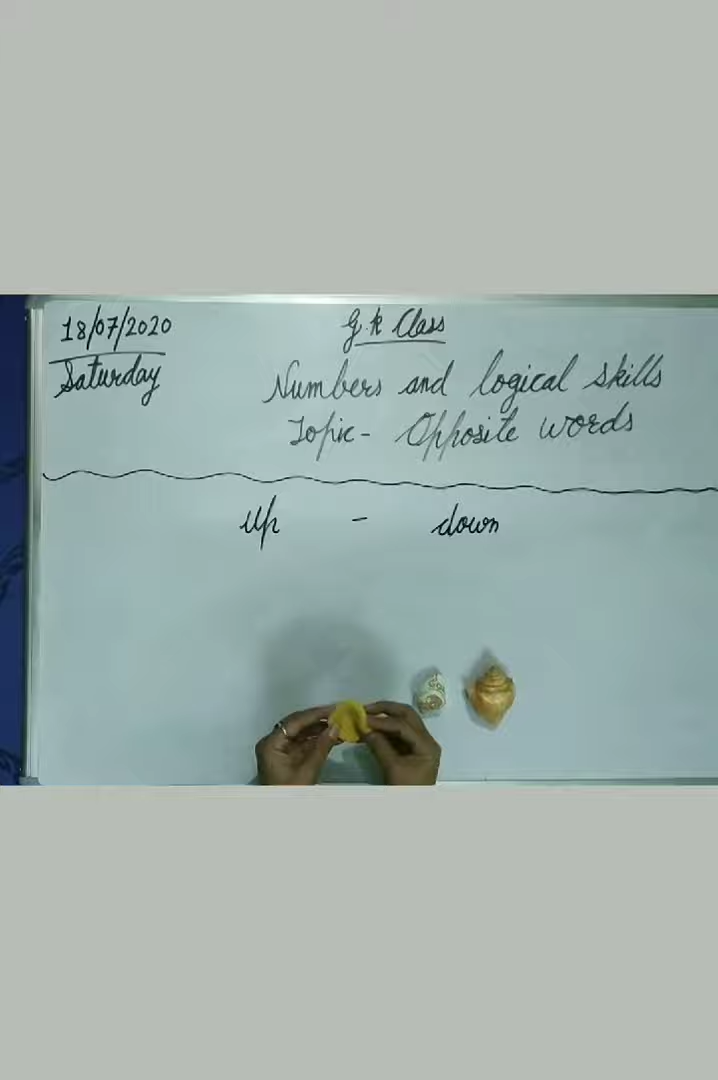 18/07/2020
Saturday
G.K Class
Numbers and logical skills
Topic - Opposite words
up - down